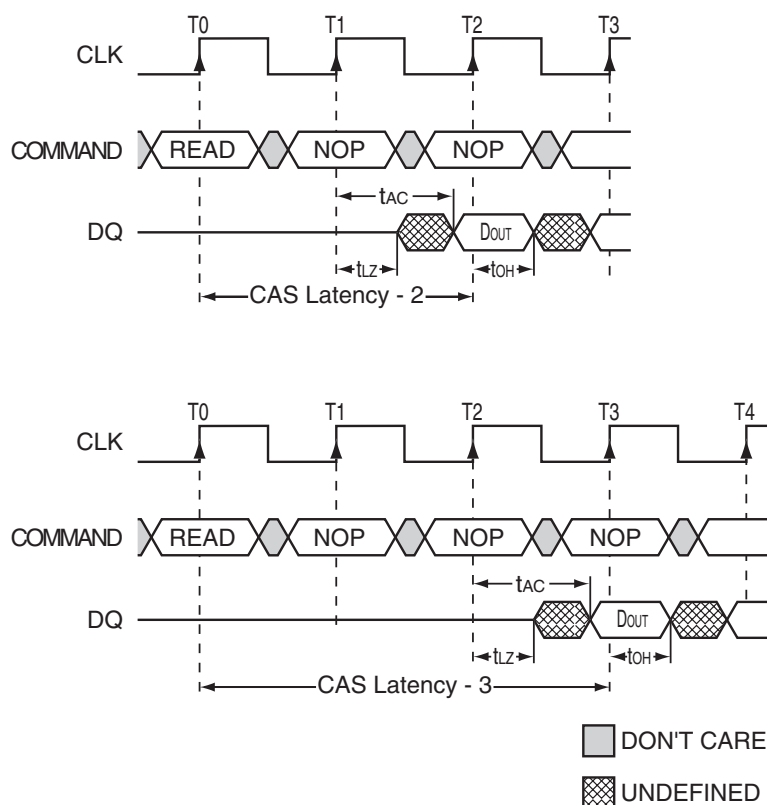 T0 T1 T2 T3
CLK
COMMAND READ NOP NOP
tAC
DQ DOUT
tLZ tOH
CAS Latency - 2
T0 T1 T2 T3 T4
CLK
COMMAND READ NOP NOP NOP
tAC
DQ DOUT
tLZ tOH
CAS Latency - 3
DON'T CARE
UNDEFINED